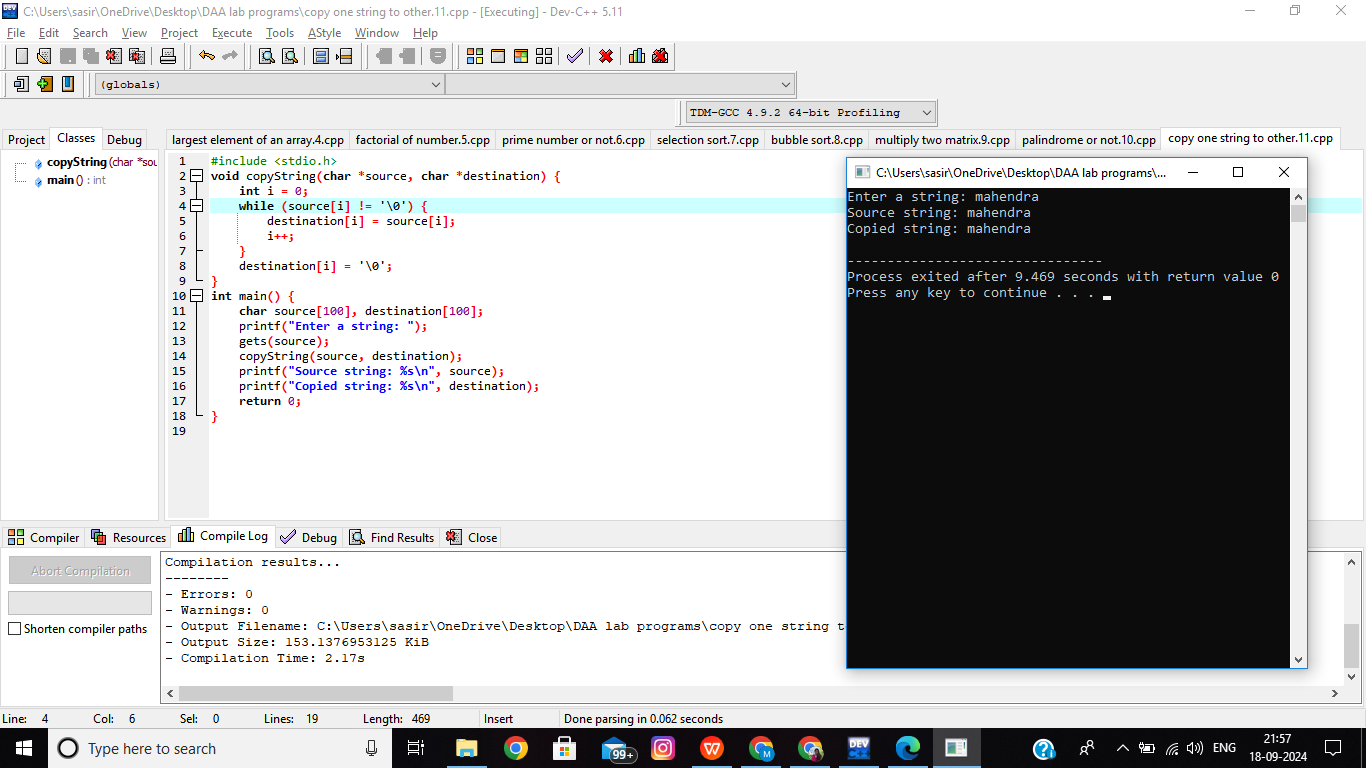 C:\Users\sasir\OneDrive\Desktop\DAA lab programs\copy one string to other.11.cpp - [Executing] - Dev-C++ 5.11
File Edit Search View Project Execute Tools AStyle Window Help
(globals)
TDM-GCC 4.9.2 64-bit Profiling
Project Classes Debug
largest element of an array.4.cpp factorial of number.5.cpp prime number or not.6.cpp selection sort.7.cpp bubble sort.8.cpp multiply two matrix.9.cpp palindrome or not.10.cpp copy one string to other.11.cpp
copyString (char *sou
main () : int
1 #include <stdio.h>
2 void copyString(char *source, char *destination) {
3 int i = 0;
4 while (source[i] != '\0') {
5 destination[i] = source[i];
6 i++;
7 }
8 destination[i] = '\0';
9 }
10 int main() {
11 char source[100], destination[100];
12 printf("Enter a string: ");
13 gets(source);
14 copyString(source, destination);
15 printf("Source string: %s\n", source);
16 printf("Copied string: %s\n", destination);
17 return 0;
18 }
19
C:\Users\sasir\OneDrive\Desktop\DAA lab programs\...
Enter a string: mahendra
Source string: mahendra
Copied string: mahendra
--------------------------------
Process exited after 9.469 seconds with return value 0
Press any key to continue . . .
Compiler Resources Compile Log Debug Find Results Close
Abort Compilation
Shorten compiler paths
Compilation results...
--------
- Errors: 0
- Warnings: 0
- Output Filename: C:\Users\sasir\OneDrive\Desktop\DAA lab programs\copy one string t
- Output Size: 153.1376953125 KiB
- Compilation Time: 2.17s
Line: 4 Col: 6 Sel: 0 Lines: 19 Length: 469 Insert Done parsing in 0.062 seconds
Type here to search
99+
DEV
ENG
21:57
18-09-2024